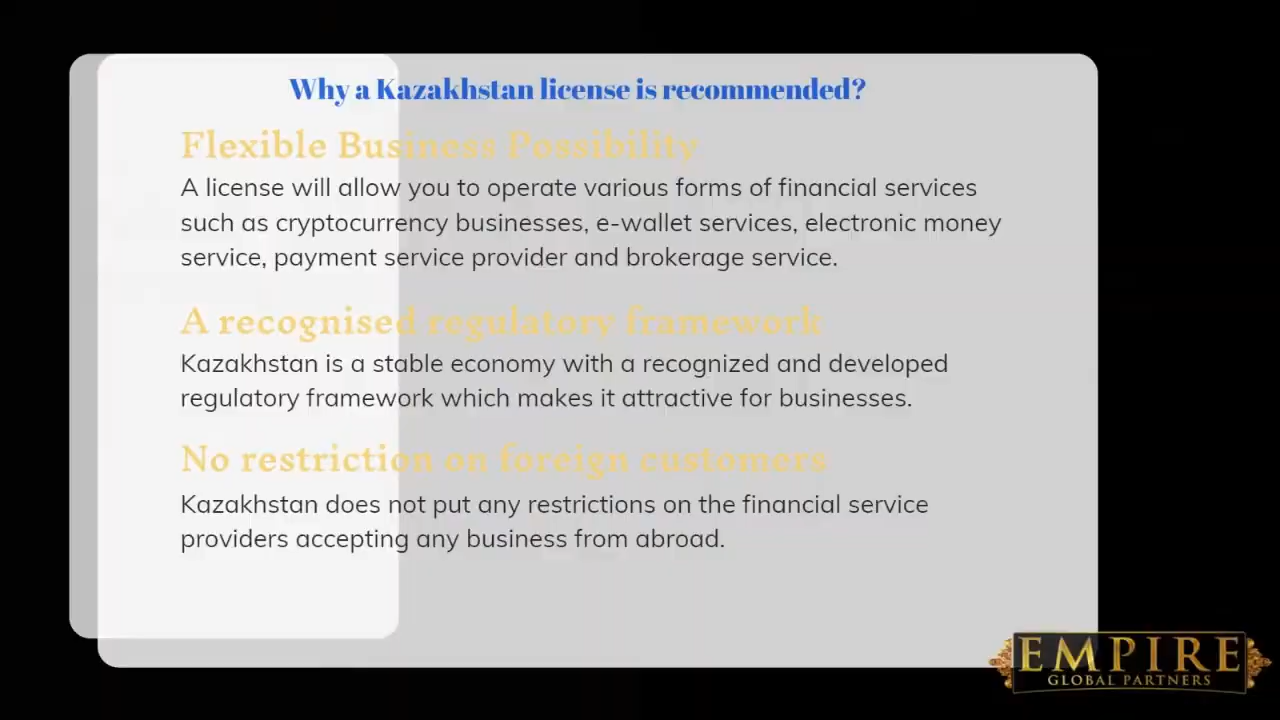 Why a Kazakhstan license is recommended?
Flexible Business Possibility
A license will allow you to operate various forms of financial services
such as cryptocurrency businesses, e-wallet services, electronic money
service, payment service provider and brokerage service.
A recognised regulatory framework
Kazakhstan is a stable economy with a recognized and developed
regulatory framework which makes it attractive for businesses.
No restriction on foreign customers
Kazakhstan does not put any restrictions on the financial service
providers accepting any business from abroad.
EMPIRE
GLOBAL PARTNERS